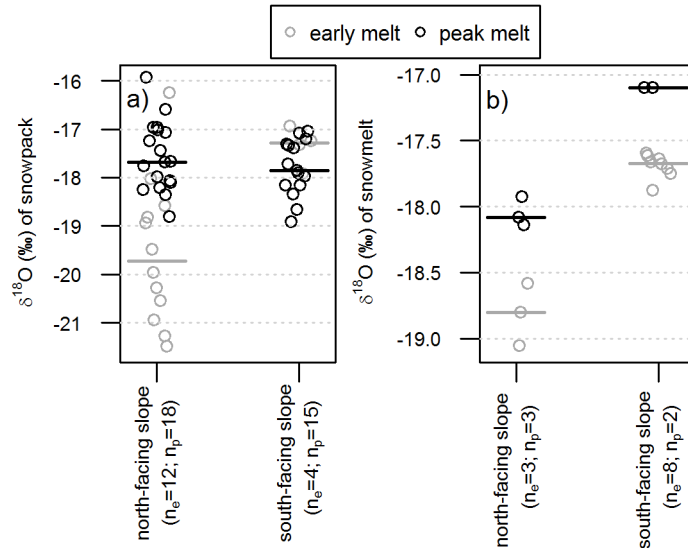 early melt peak melt
a)
-16
-17
-18
-19
-20
-21
δ18O (‰) of snowpack
north-facing slope
(ne=12; np=18)
south-facing slope
(ne=4; np=15)
b)
-17.0
-17.5
-18.0
-18.5
-19.0
δ18O (‰) of snowmelt
north-facing slope
(ne=3; np=3)
south-facing slope
(ne=8; np=2)